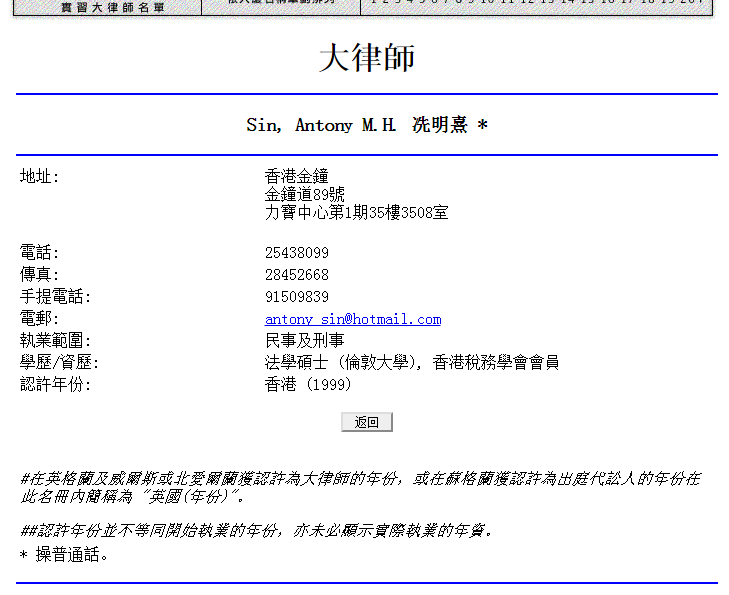 實習大律師名單
大律師
Sin, Antony M.H. 冼明熹 *
地址: 香港金鐘
金鐘道89號
力寶中心第1期35樓3508室
電話: 25438099
傳真: 28452668
手提電話: 91509839
電郵: antony_sin@hotmail.com
執業範圍: 民事及刑事
學歷/資歷: 法學碩士 (倫敦大學), 香港稅務學會會員
認許年份: 香港 (1999)
返回
#在英格蘭及威爾斯或北愛爾蘭獲認許為大律師的年份, 或在蘇格蘭獲認許為出庭代訟人的年份在
此名冊內簡稱為 "英國(年份)"。
##認許年份並不等同開始執業的年份, 亦未必顯示實際執業的年資。
* 操普通話。